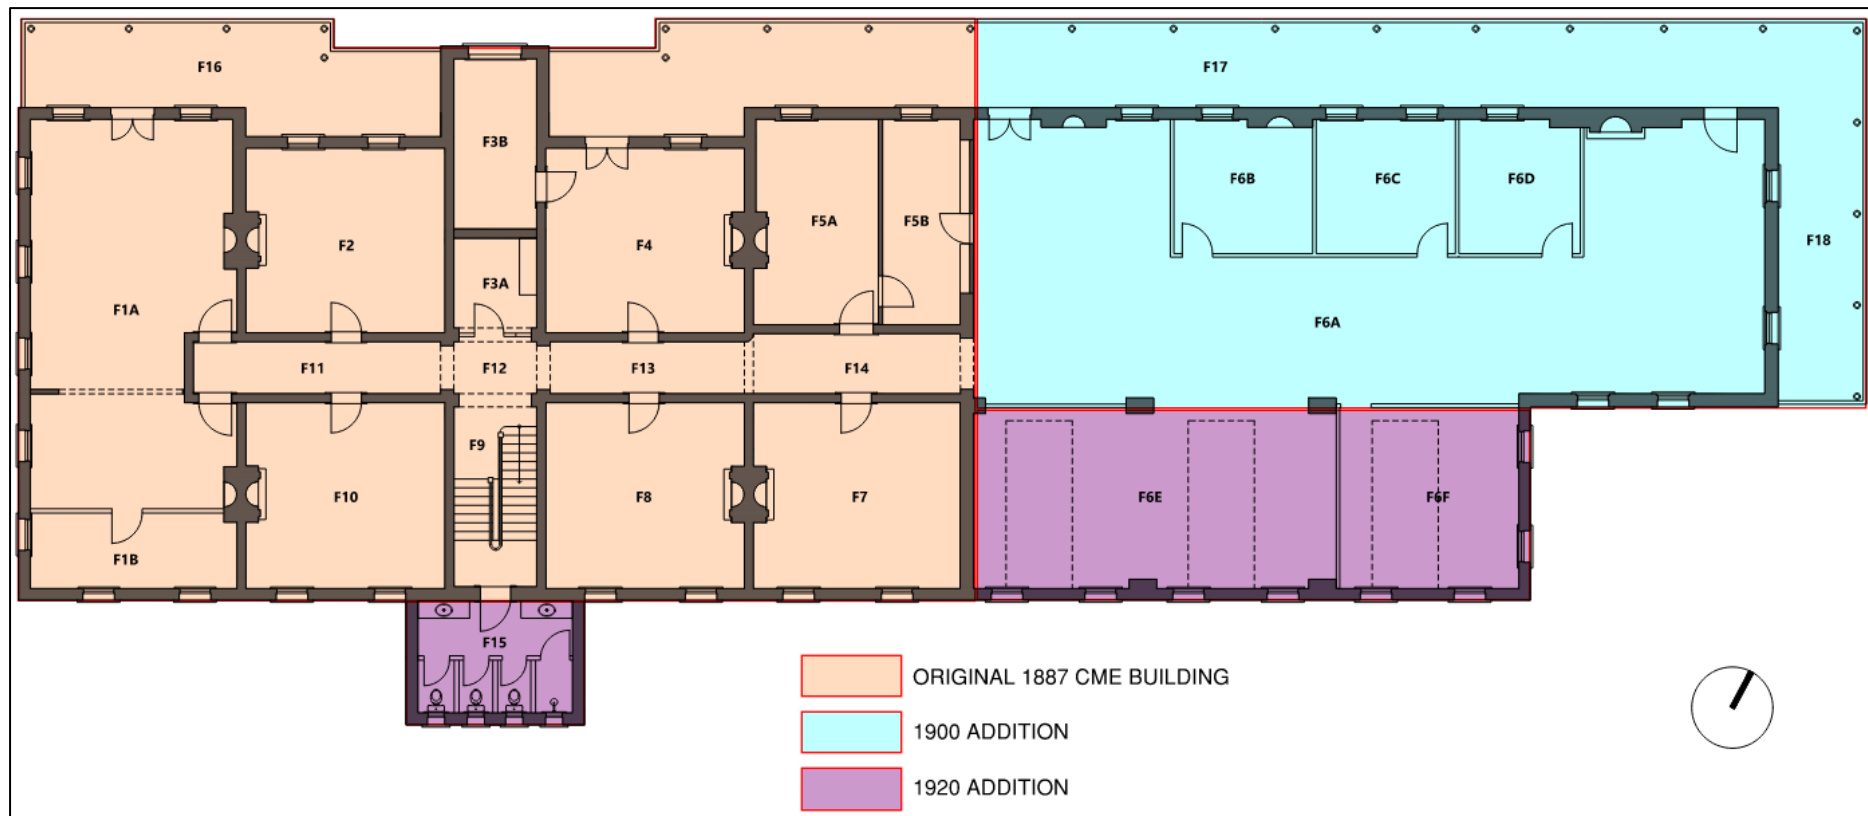 F16
F17
F3B
F6B
F6C
F6D
F5A
F5B
F2
F4
F18
F3A
F1A
F6A
F11
F12
F13
F14
F9
F10
F8
F7
F6E
F6F
F1B
F15
ORIGINAL 1887 CME BUILDING
1900 ADDITION
1920 ADDITION